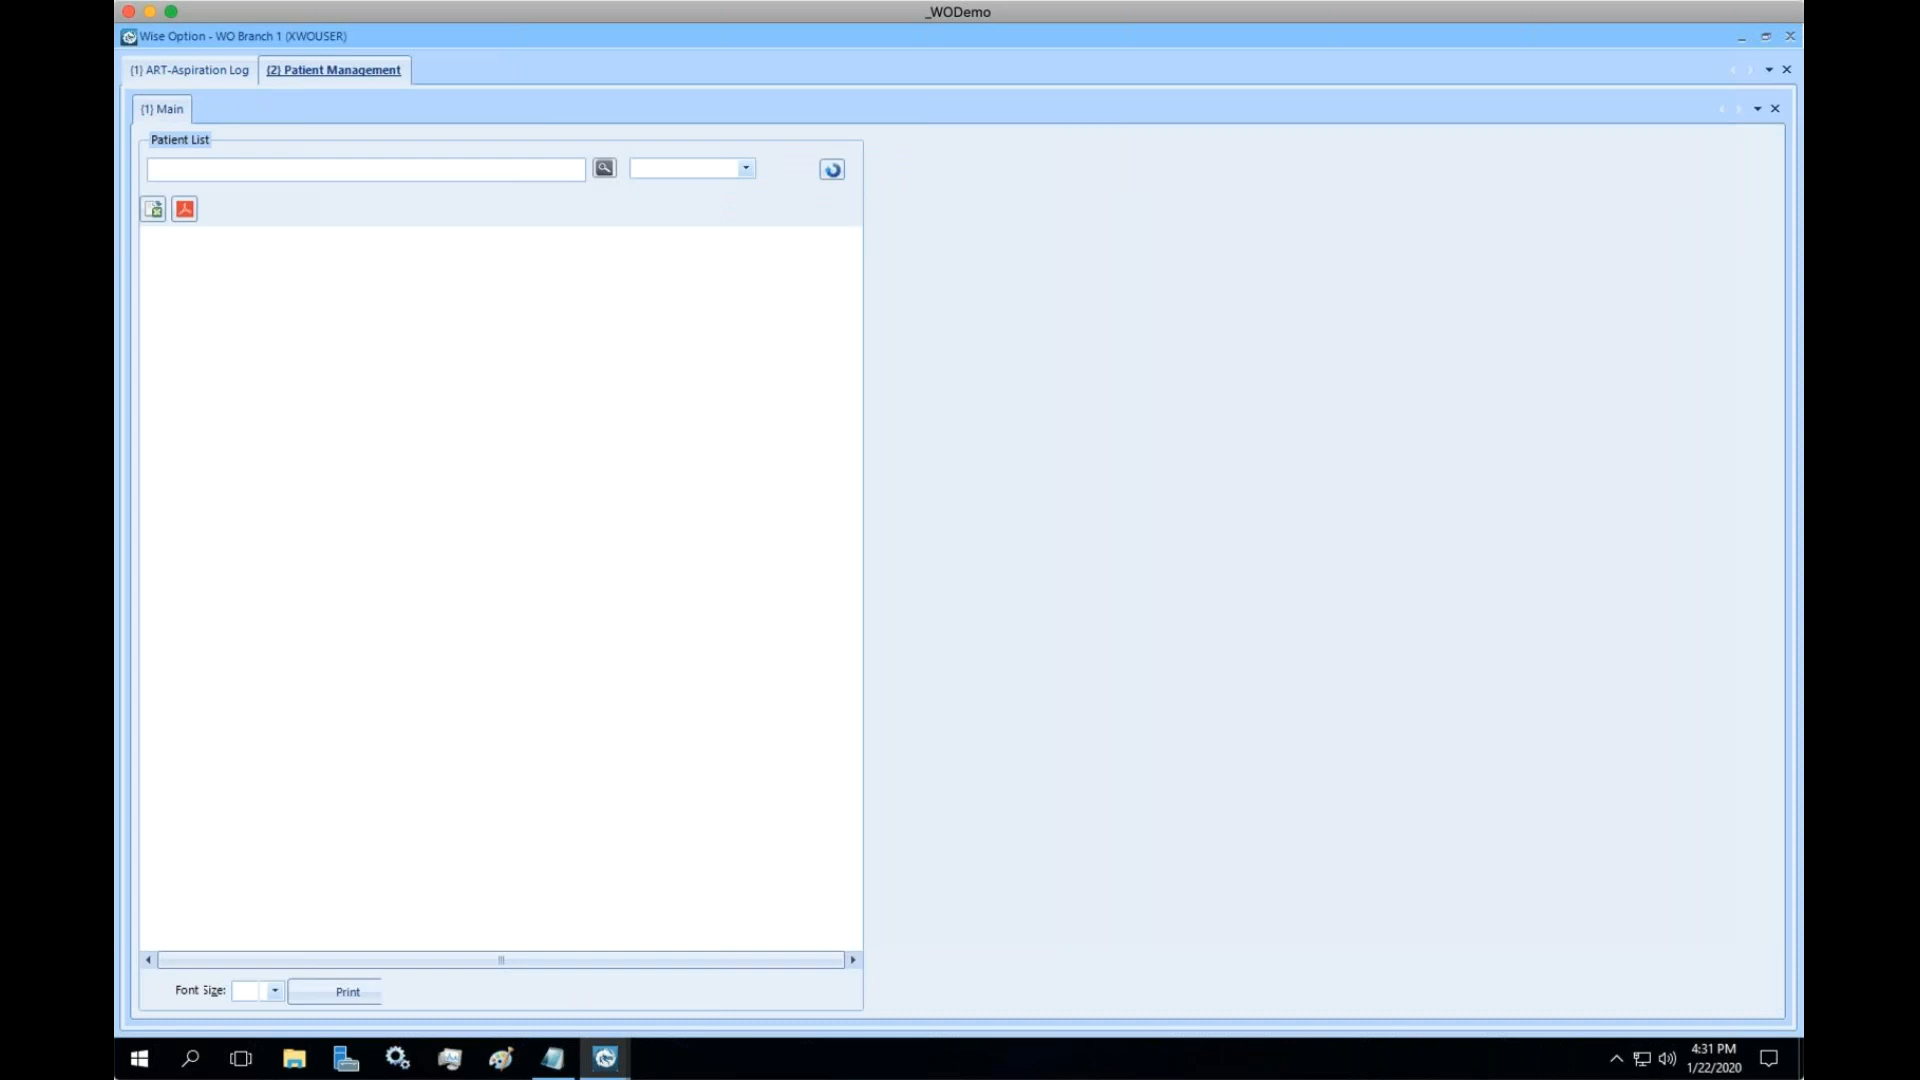 _WODemo
Wise Option - WO Branch 1 (XWOUSER)
(1) ART-Aspiration Log
(2) Patient Management
(1) Main
Patient List
Font Size:
Print
4:31 PM
1/22/2020